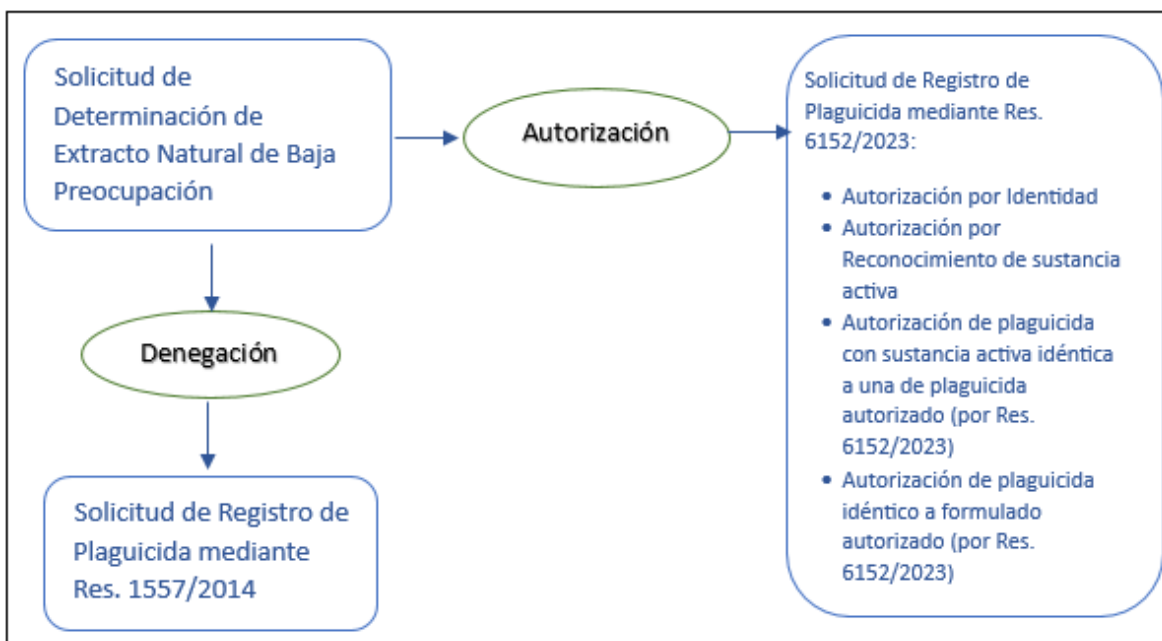 Solicitud de
Determinación de
Extracto Natural de Baja
Preocupación
Autorización
Solicitud de Registro de
Plaguicida mediante Res.
6152/2023:
• Autorización por Identidad
• Autorización por
Reconocimiento de sustancia
activa
• Autorización de plaguicida
con sustancia activa idéntica
a una de plaguicida
autorizado (por Res.
6152/2023)
• Autorización de plaguicida
idéntico a formulado
autorizado (por Res.
6152/2023)
Denegación
Solicitud de Registro de
Plaguicida mediante
Res. 1557/2014